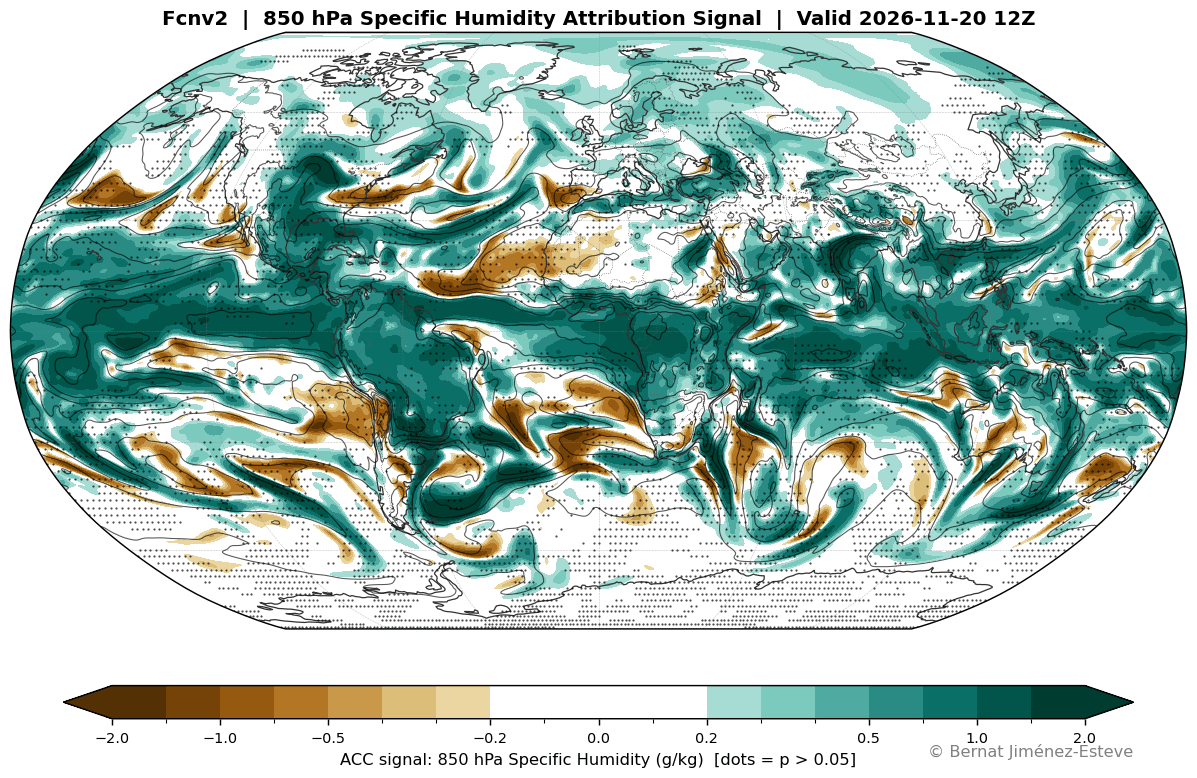 Fcnv2 | 850 hPa Specific Humidity Attribution Signal | Valid 2026-11-20 12Z
−2.0 −1.0 −0.5 −0.2 0.0 0.2 0.5 1.0 2.0
© Bernat Jiménez-Esteve
ACC signal: 850 hPa Specific Humidity (g/kg) [dots = p > 0.05]